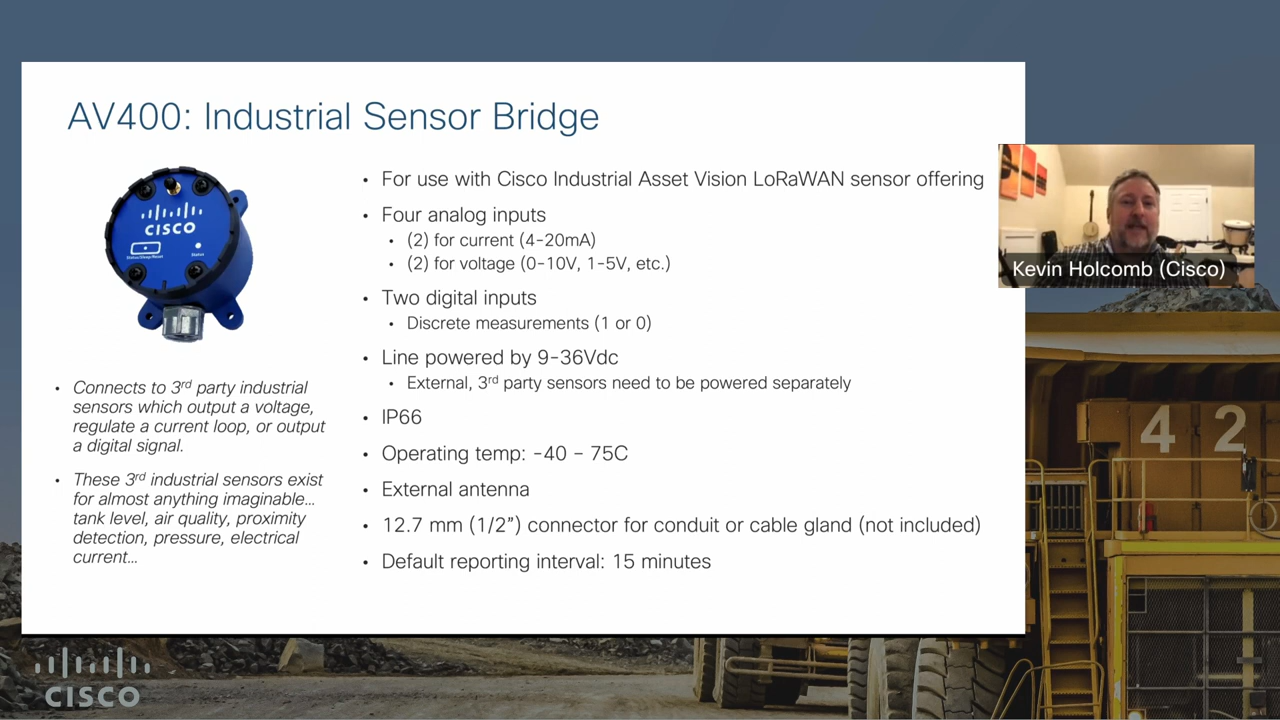 AV400: Industrial Sensor Bridge
CISCO
Status/Sleep/Reset
Status
• Connects to 3rd party industrial
sensors which output a voltage,
regulate a current loop, or output
a digital signal.
• These 3rd industrial sensors exist
for almost anything imaginable...
tank level, air quality, proximity
detection, pressure, electrical
current...
• For use with Cisco Industrial Asset Vision LoRaWAN sensor offering
• Four analog inputs
• (2) for current (4-20mA)
• (2) for voltage (0-10V, 1-5V, etc.)
• Two digital inputs
• Discrete measurements (1 or 0)
• Line powered by 9-36Vdc
• External, 3rd party sensors need to be powered separately
• IP66
• Operating temp: -40 – 75C
• External antenna
• 12.7 mm (1/2”) connector for conduit or cable gland (not included)
• Default reporting interval: 15 minutes
Kevin Holcomb (Cisco)
42
CISCO